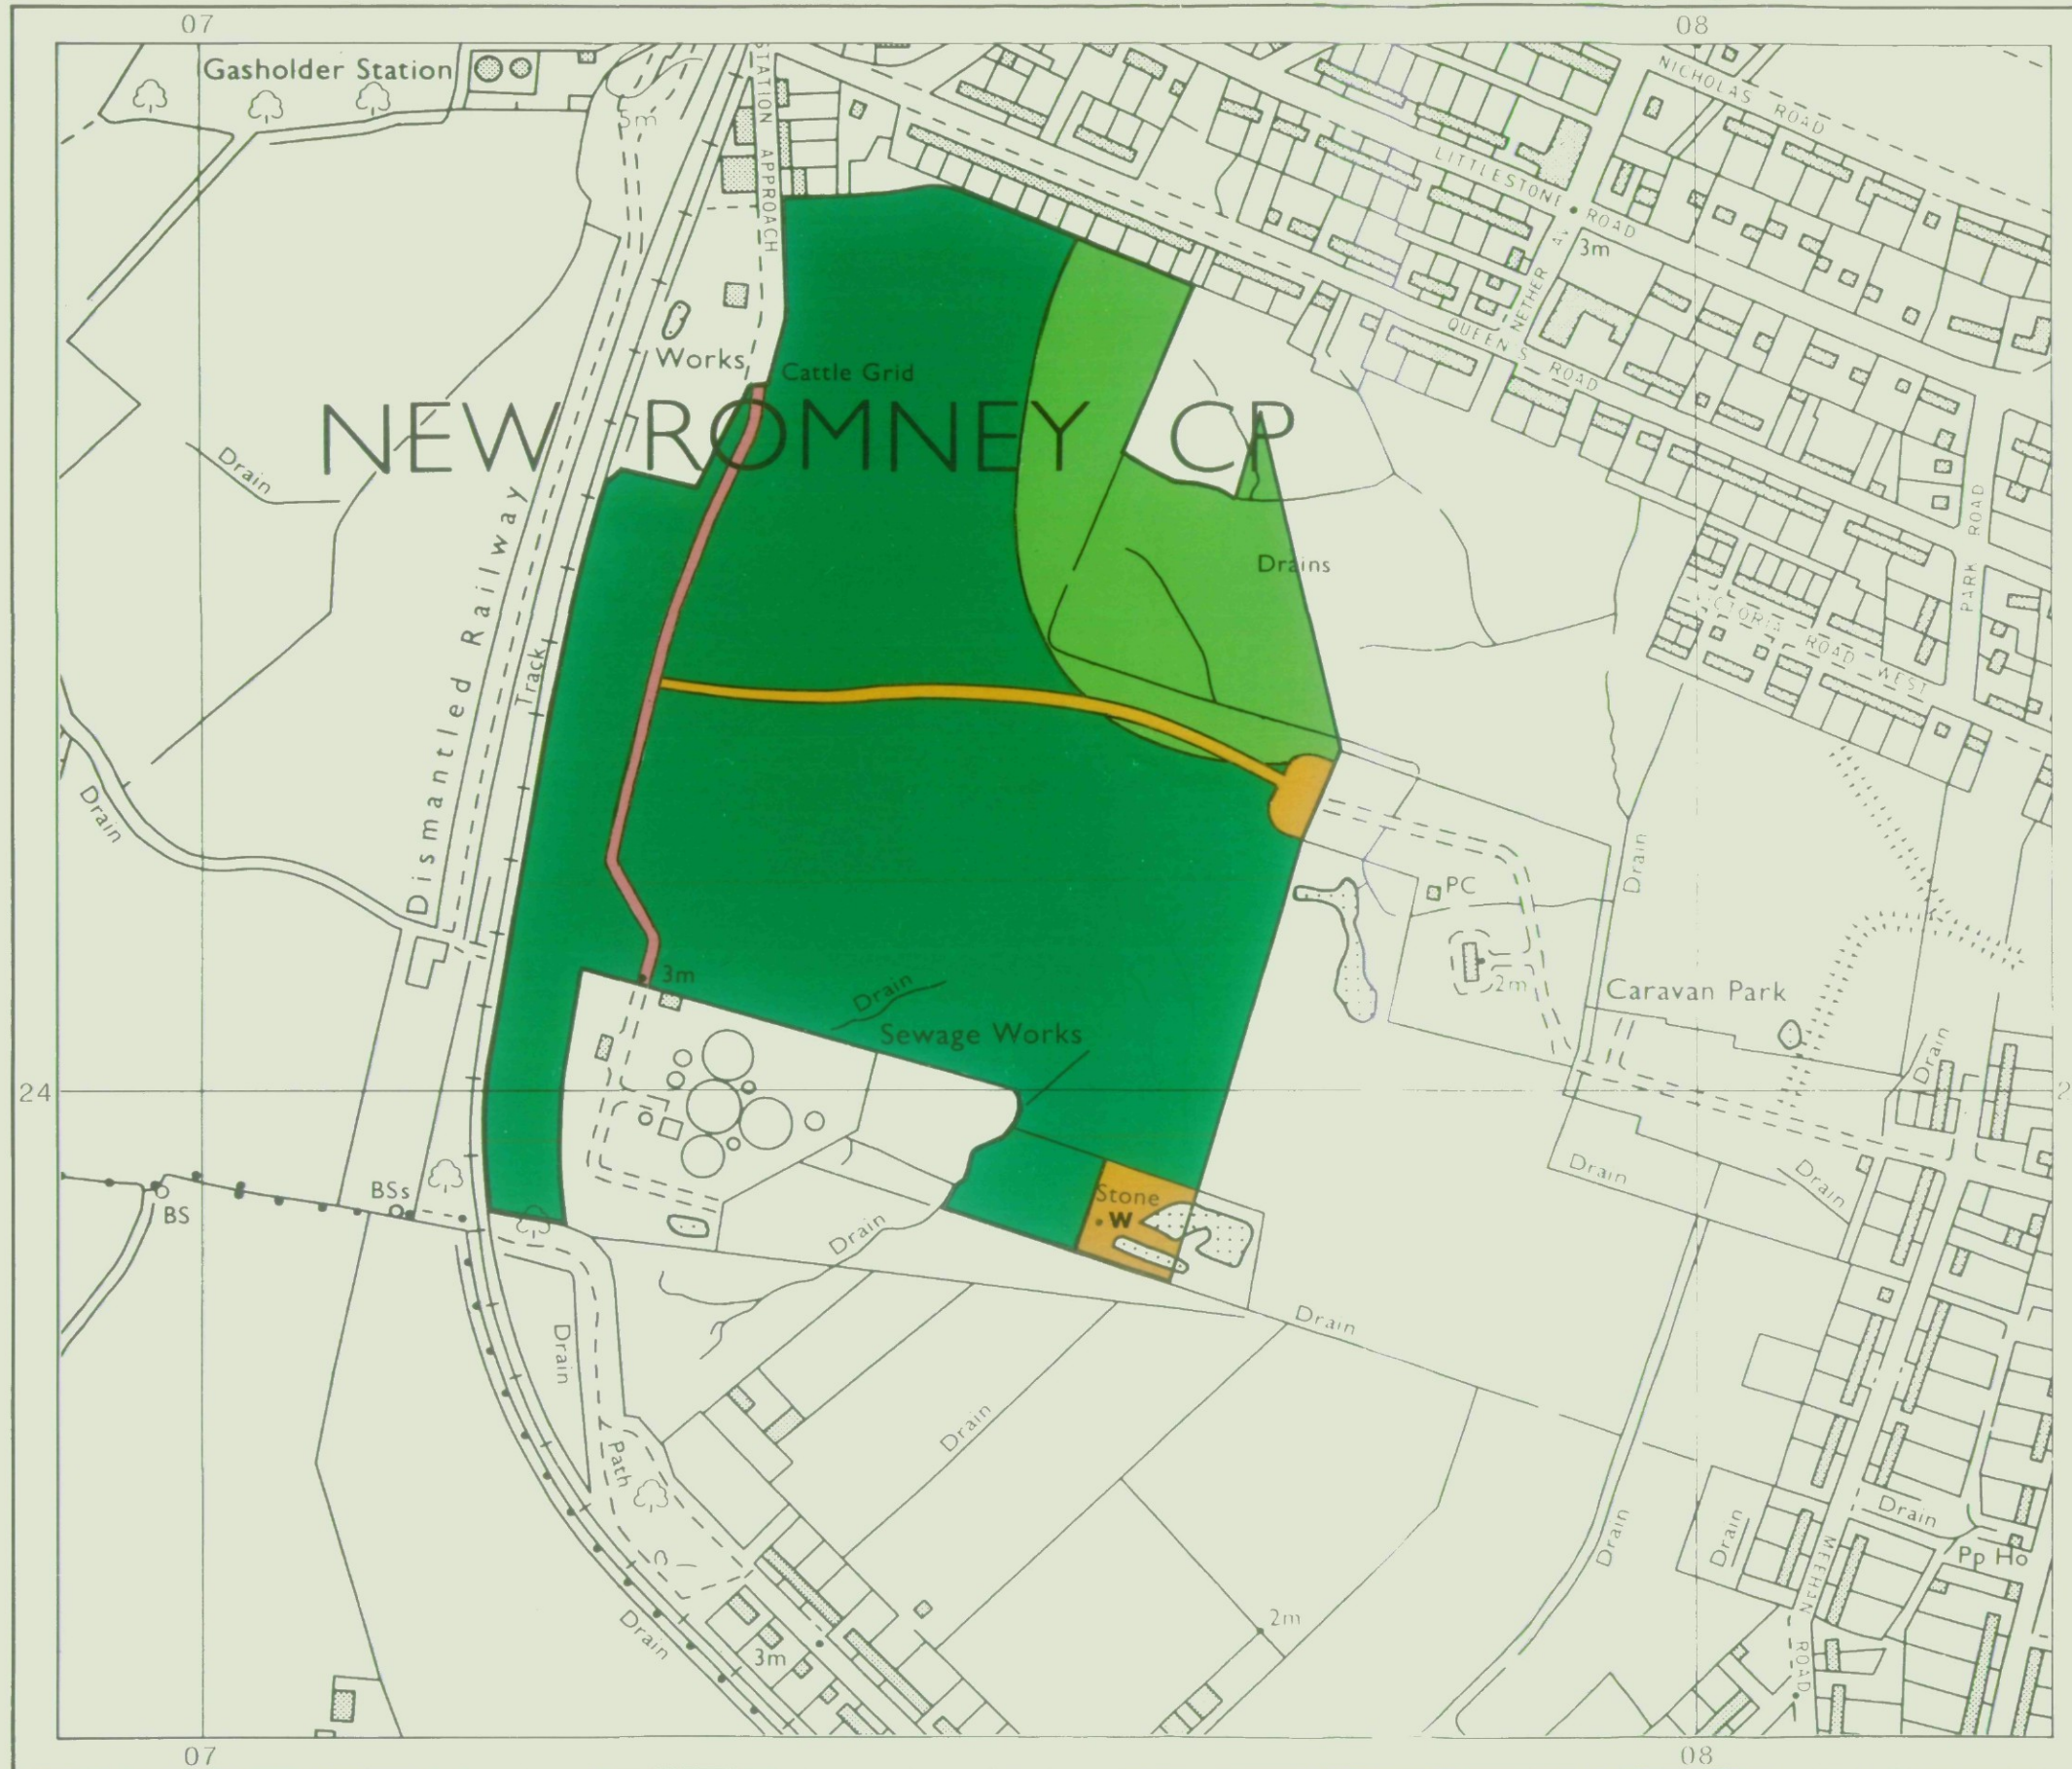 07
08
Gasholder Station
5m
STATION APPROACH
NICHOLAS ROAD
LITTLESTONE ROAD
3m
NETHER AV
QUEEN'S ROAD
Works
Cattle Grid
NEW ROMNEY CP
Drain
Dismantled Railway
Track
Drains
PARK ROAD
ROAD WEST
Drain
Drain
PC
2m
Caravan Park
3m
Drain
Sewage Works
Drain
24
2
BS
BSs
Stone
W
Drain
Drain
Drain
Drain
Drain
Path
Drain
Drain
Drain
Drain
Pp Ho
MEEHAN ROAD
2m
Drain
3m
07
08